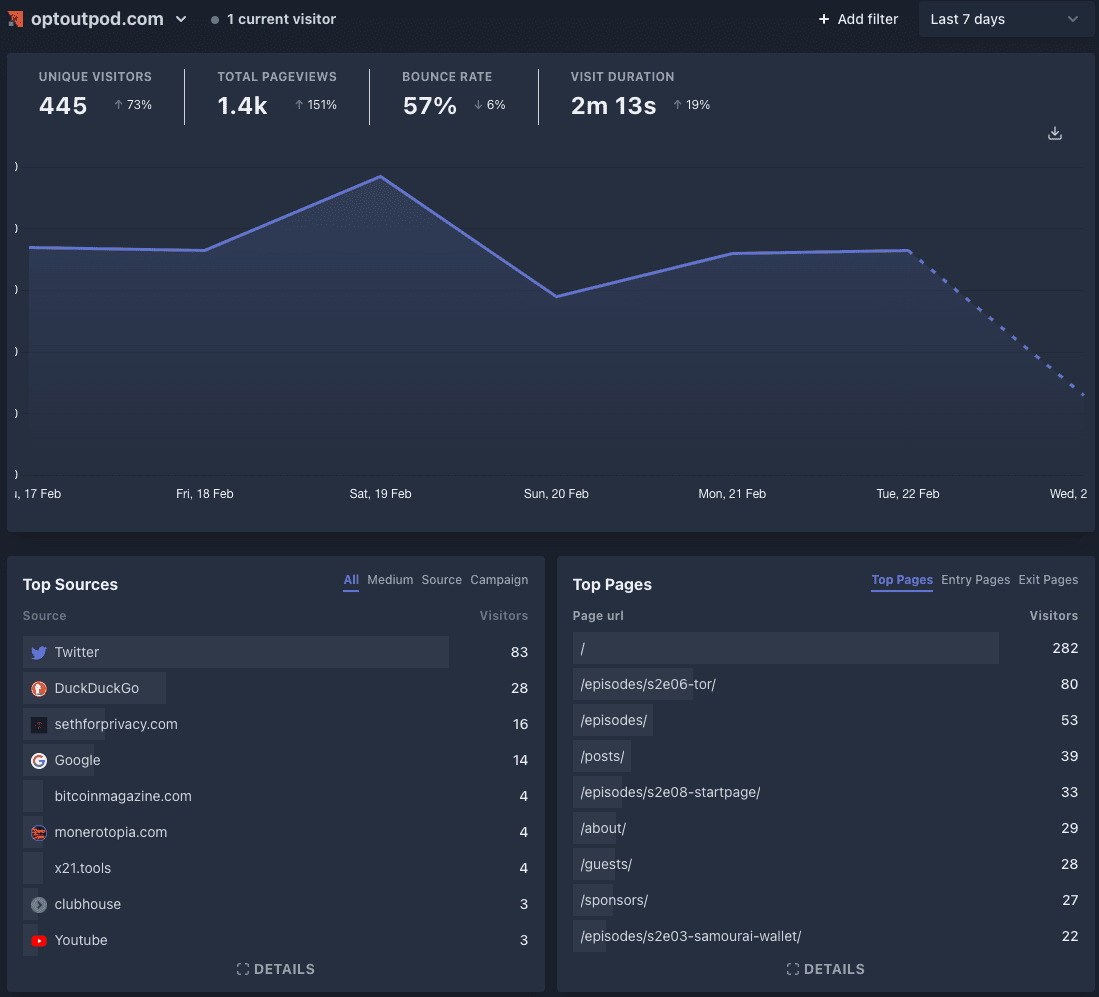 optoutpod.com 1 current visitor + Add filter Last 7 days
UNIQUE VISITORS TOTAL PAGEVIEWS BOUNCE RATE VISIT DURATION
445 ↑ 73% 1.4k ↑ 151% 57% ↓ 6% 2m 13s ↑ 19%
0
0
0
0
0
0
17 Feb Fri, 18 Feb Sat, 19 Feb Sun, 20 Feb Mon, 21 Feb Tue, 22 Feb Wed, 2
Top Sources All Medium Source Campaign
Source Visitors
Twitter 83
DuckDuckGo 28
sethforprivacy.com 16
Google 14
bitcoinmagazine.com 4
monerotopia.com 4
x21.tools 4
clubhouse 3
Youtube 3
DETAILS
Top Pages Top Pages Entry Pages Exit Pages
Page url Visitors
/ 282
/episodes/s2e06-tor/ 80
/episodes/ 53
/posts/ 39
/episodes/s2e08-startpage/ 33
/about/ 29
/guests/ 28
/sponsors/ 27
/episodes/s2e03-samourai-wallet/ 22
DETAILS